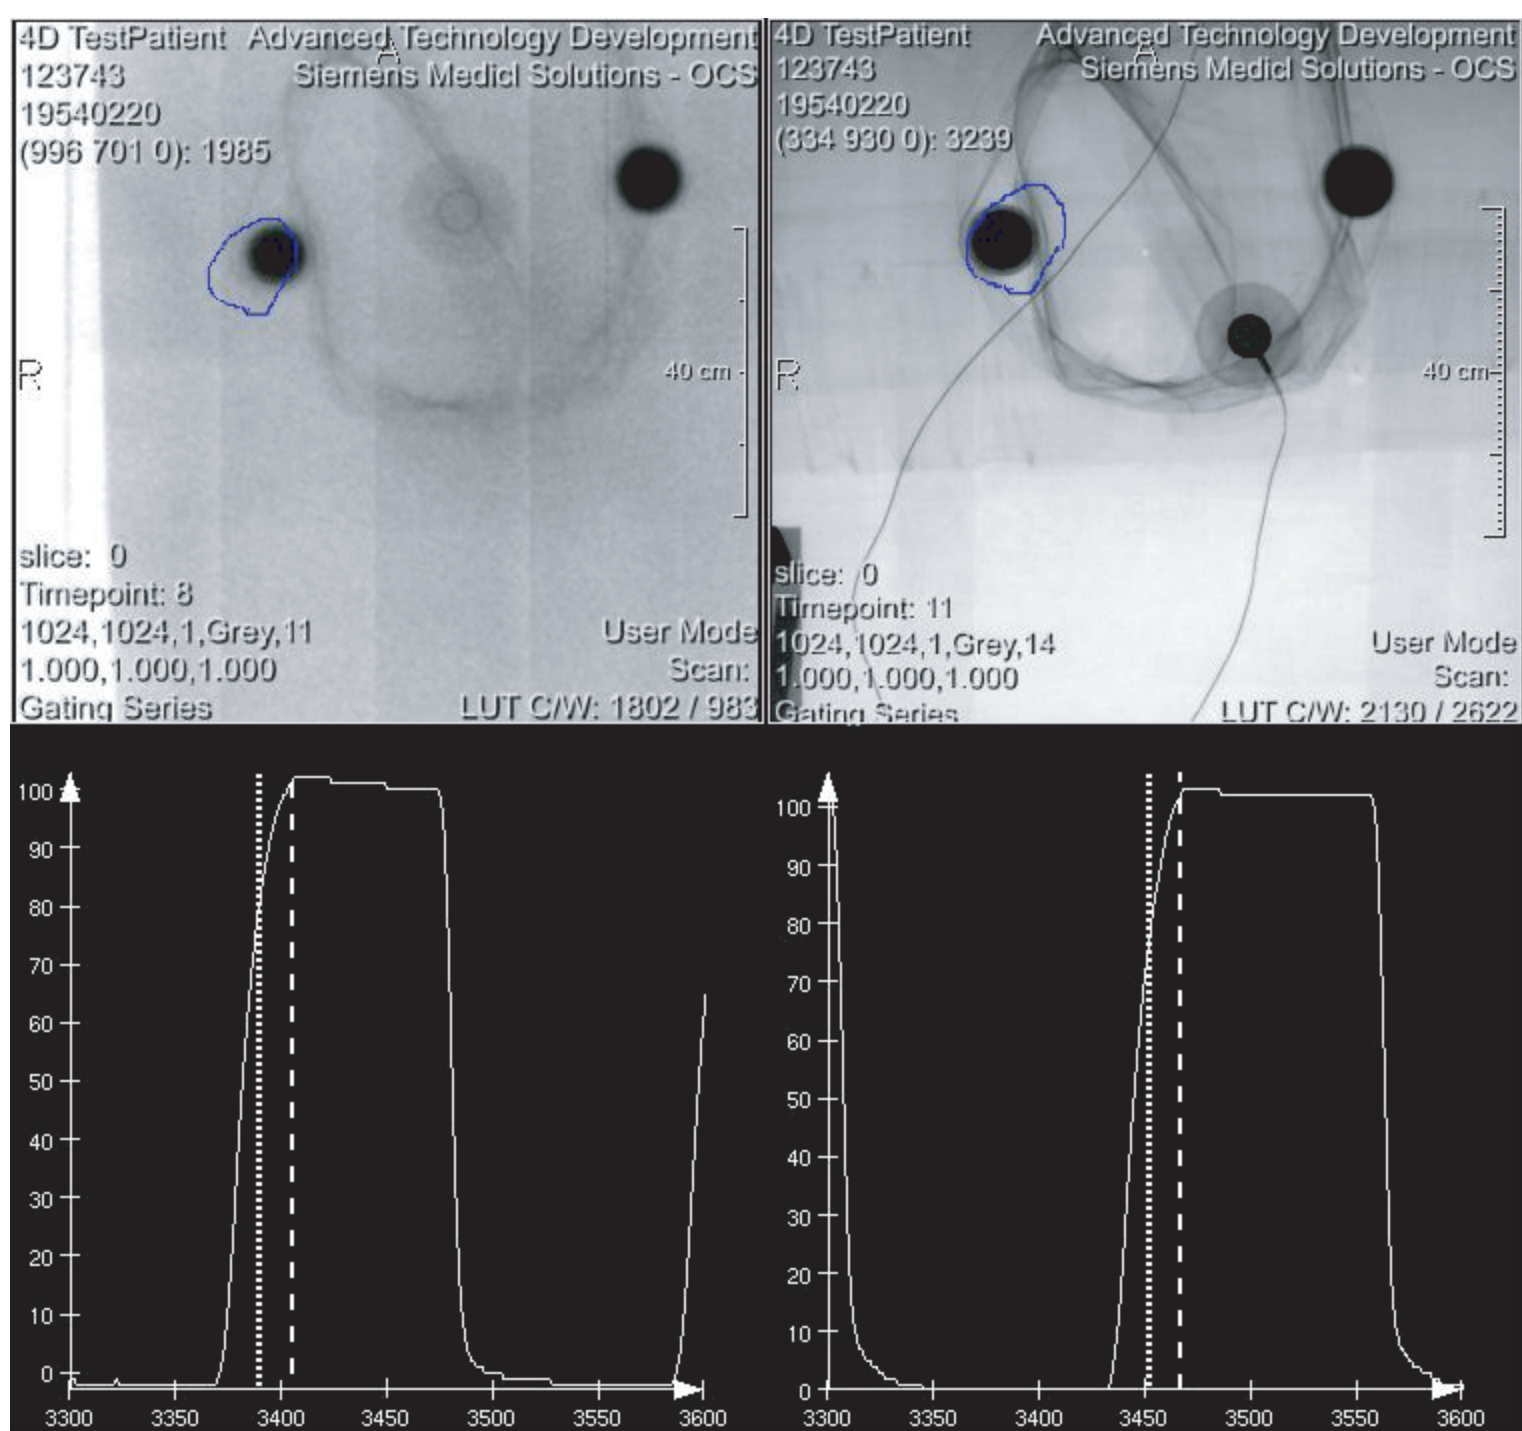 4D TestPatient Advanced Technology Development
A
123743 Siemens Medicl Solutions - OCS
19540220
(996 701 0): 1985
R
40 cm
slice: 0
Timepoint: 8
1024,1024,1,Grey,11 User Mode
1.000,1.000,1.000 Scan:
Gating Series LUT C/W: 1802 / 983
4D TestPatient Advanced Technology Development
A
123743 Siemens Medicl Solutions - OCS
19540220
(334 930 0): 3239
R
40 cm
slice: 0
Timepoint: 11
1024,1024,1,Grey,14 User Mode
1.000,1.000,1.000 Scan:
Gating Series LUT C/W: 2130 / 2622
100
90
80
70
60
50
40
30
20
10
0
3300 3350 3400 3450 3500 3550 3600
100
90
80
70
60
50
40
30
20
10
0
3300 3350 3400 3450 3500 3550 3600